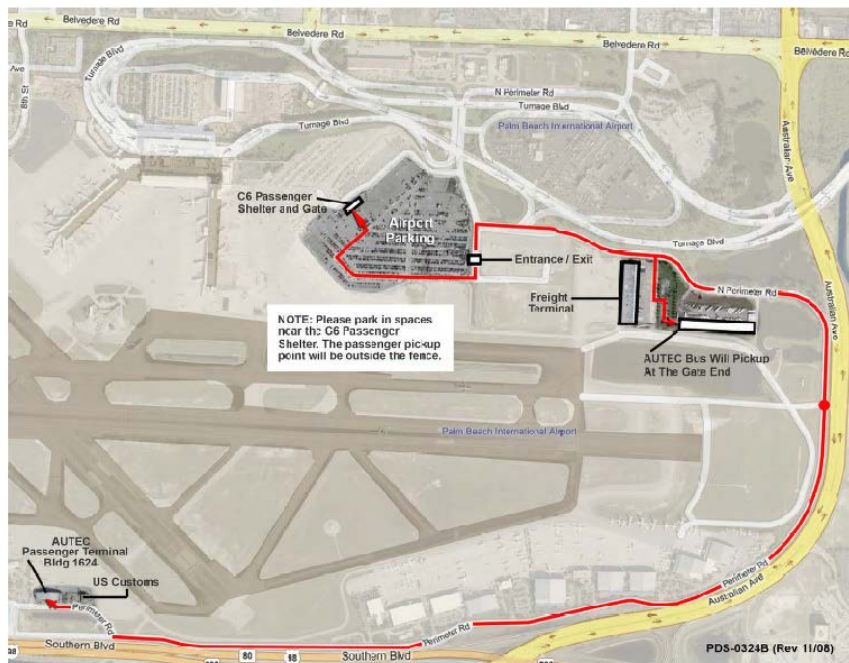 Belvedere Rd
Belvedere Rd
Belvedere Rd
Belvedere Rd
Turnage Blvd
Ave
8th St
N Perimeter Rd
Turnage Blvd
Turnage Blvd
Palm Beach International Airport
Australian Ave
C6 Passenger
Shelter and Gate
Airport
Parking
Turnage Blvd
Entrance / Exit
Freight
Terminal
N Perimeter Rd
Australian Ave
NOTE: Please park in spaces
near the C6 Passenger
Shelter. The passenger pickup
point will be outside the fence.
AUTEC Bus Will Pickup
At The Gate End
Palm Beach International Airport
AUTEC
Passenger Terminal
Bldg 1624
US Customs
Perimeter Rd
Perimeter Rd
Australian Ave
Perimeter Rd
Southern Blvd
80
98
Southern Blvd
98
PDS-0324B (Rev 11/08)